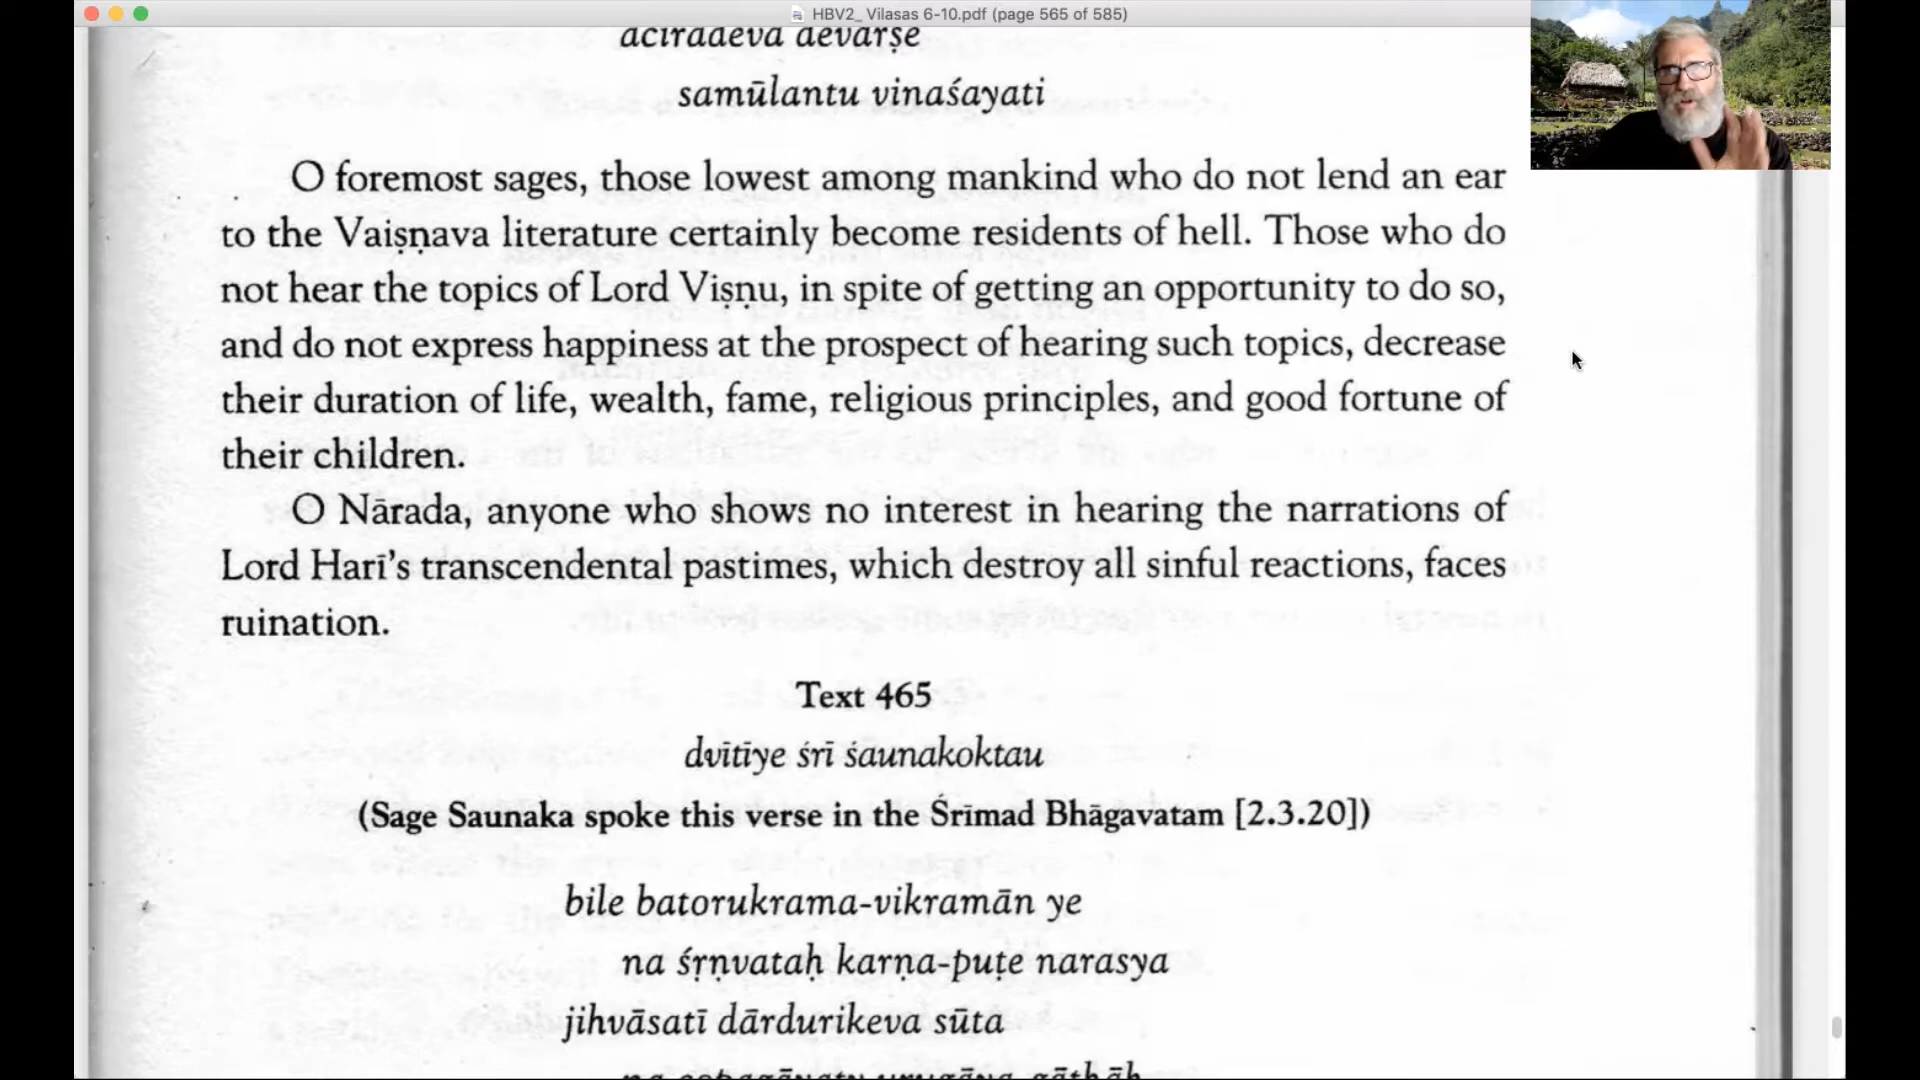 HBV2_ Vilasas 6-10.pdf (page 565 of 585)
acirādeva devarṣe
samūlantu vinaśayati
O foremost sages, those lowest among mankind who do not lend an ear
to the Vaiṣṇava literature certainly become residents of hell. Those who do
not hear the topics of Lord Viṣṇu, in spite of getting an opportunity to do so,
and do not express happiness at the prospect of hearing such topics, decrease
their duration of life, wealth, fame, religious principles, and good fortune of
their children.
O Nārada, anyone who shows no interest in hearing the narrations of
Lord Hari's transcendental pastimes, which destroy all sinful reactions, faces
ruination.
Text 465
dvitīye śrī śaunakoktau
(Sage Saunaka spoke this verse in the Śrīmad Bhāgavatam [2.3.20])
bile batorukrama-vikramān ye
na śṛṇvataḥ karṇa-puṭe narasya
jihvāsatī dārdurikeva sūta